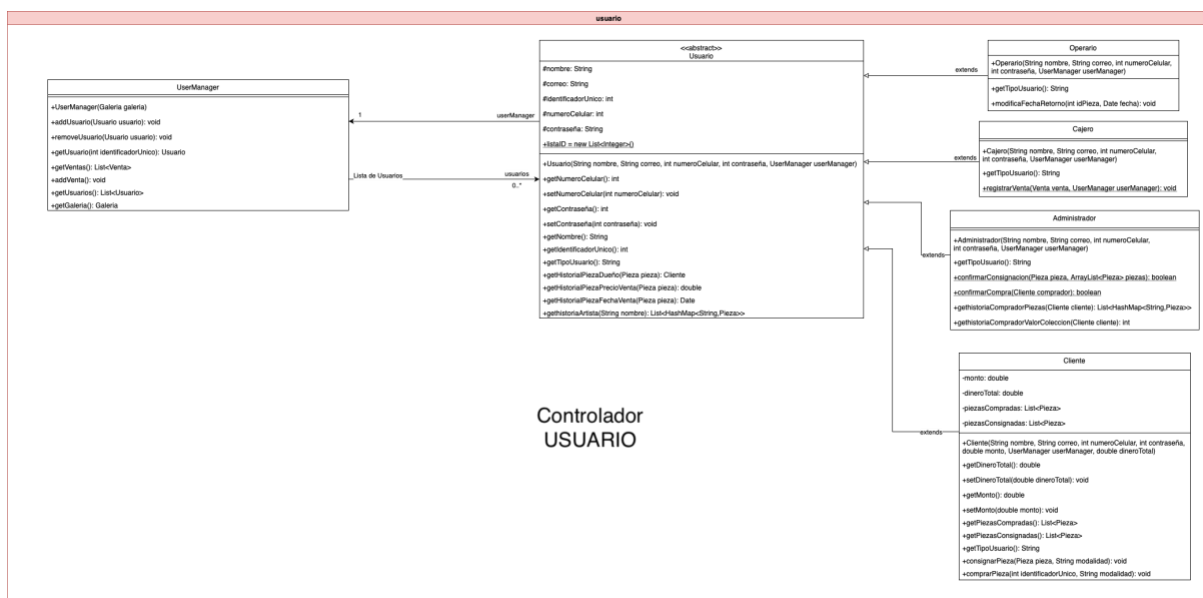 usuario
UserManager
+UserManager(Galeria galeria)
+addUsuario(Usuario usuario): void
+removeUsuario(Usuario usuario): void
+getUsuario(int identificadorUnico): Usuario
+getVentas(): List<Venta>
+addVenta(): void
+getUsuarios(): List<Usuario>
+getGaleria(): Galeria
1
userManager
Lista de Usuarios
usuarios
0..*
<<abstract>>
Usuario
#nombre: String
#correo: String
#identificadorUnico: int
#numeroCelular: int
#contraseña: String
+listaID = new List<Integer>()
+Usuario(String nombre, String correo, int numeroCelular, int contraseña, UserManager userManager)
+getNumeroCelular(): int
+setNumeroCelular(int numeroCelular): void
+getContraseña(): int
+setContraseña(int contraseña): void
+getNombre(): String
+getIdentificadorUnico(): int
+getTipoUsuario(): String
+getHistorialPiezaDueño(Pieza pieza): Cliente
+getHistorialPiezaPrecioVenta(Pieza pieza): double
+getHistorialPiezaFechaVenta(Pieza pieza): Date
+gethistoriaArtista(String nombre): List<HashMap<String,Pieza>>
extends
extends
extends
extends
Operario
+Operario(String nombre, String correo, int numeroCelular,
int contraseña, UserManager userManager)
+getTipoUsuario(): String
+modificaFechaRetorno(int idPieza, Date fecha): void
Cajero
+Cajero(String nombre, String correo, int numeroCelular,
int contraseña, UserManager userManager)
+getTipoUsuario(): String
+registrarVenta(Venta venta, UserManager userManager): void
Administrador
+Administrador(String nombre, String correo, int numeroCelular,
int contraseña, UserManager userManager)
+getTipoUsuario(): String
+confirmarConsignacion(Pieza pieza, ArrayList<Pieza> piezas): boolean
+confirmarCompra(Cliente comprador): boolean
+gethistoriaCompradorPiezas(Cliente cliente): List<HashMap<String,Pieza>>
+gethistoriaCompradorValorColeccion(Cliente cliente): int
Cliente
-monto: double
-dineroTotal: double
-piezasCompradas: List<Pieza>
-piezasConsignadas: List<Pieza>
+Cliente(String nombre, String correo, int numeroCelular, int contraseña,
double monto, UserManager userManager, double dineroTotal)
+getDineroTotal(): double
+setDineroTotal(double dineroTotal): void
+getMonto(): double
+setMonto(double monto): void
+getPiezasCompradas(): List<Pieza>
+getPiezasConsignadas(): List<Pieza>
+getTipoUsuario(): String
+consignarPieza(Pieza pieza, String modalidad): void
+comprarPieza(int identificadorUnico, String modalidad): void
Controlador
USUARIO